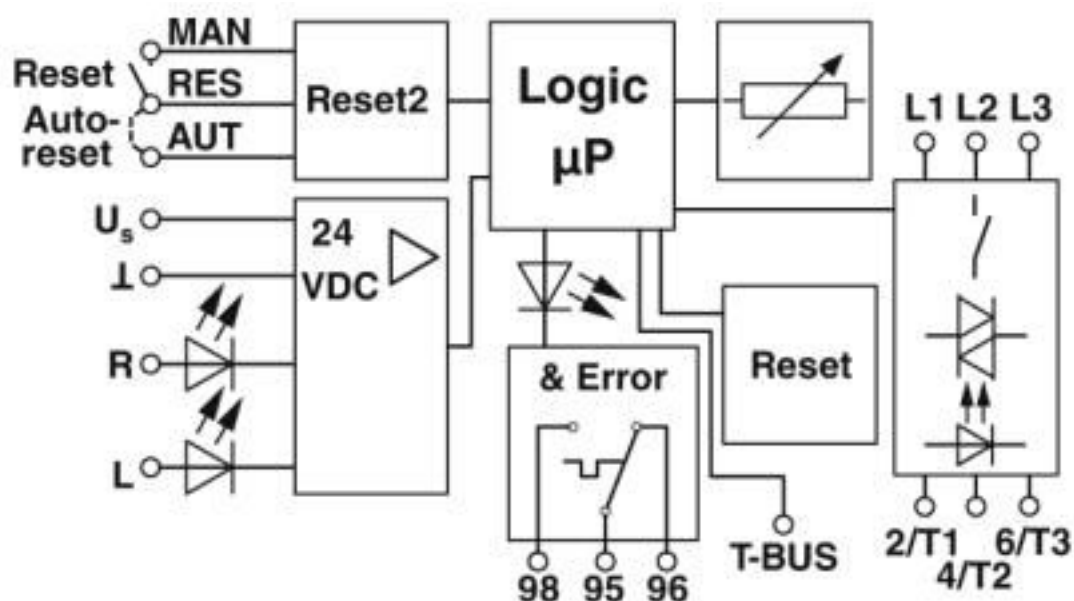 MAN
Reset
RES
Auto-
reset
AUT
Reset2
Logic
µP
L1 L2 L3
U_s
24
VDC
⊥
R
L
& Error
Reset
98 95 96
T-BUS
2/T1 6/T3
4/T2